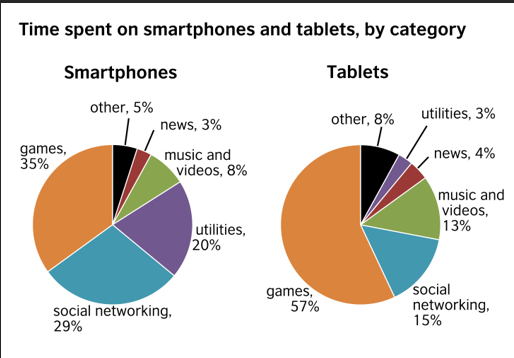 Time spent on smartphones and tablets, by category
Smartphones
other, 5%
news, 3%
music and
videos, 8%
utilities,
20%
social networking,
29%
games,
35%
Tablets
other, 8%
utilities, 3%
news, 4%
music and
videos,
13%
social
networking,
15%
games,
57%